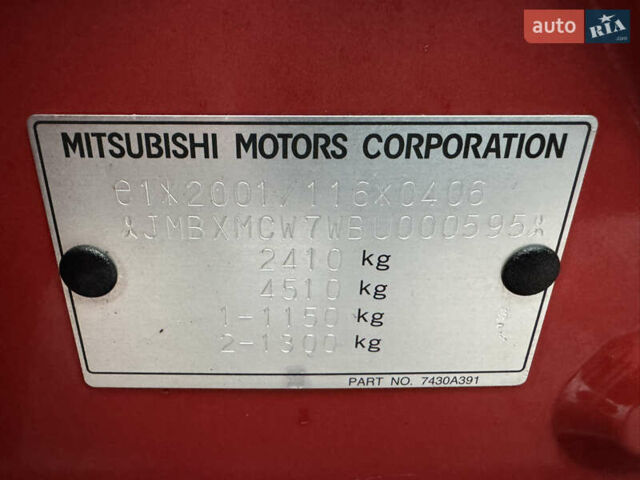 auto RIA .com
MITSUBISHI MOTORS CORPORATION
e1*2001/116*0406
*JMBXMCW7WBU000595*
2410 kg
4510 kg
1-1150 kg
2-1300 kg
PART NO. 7430A391